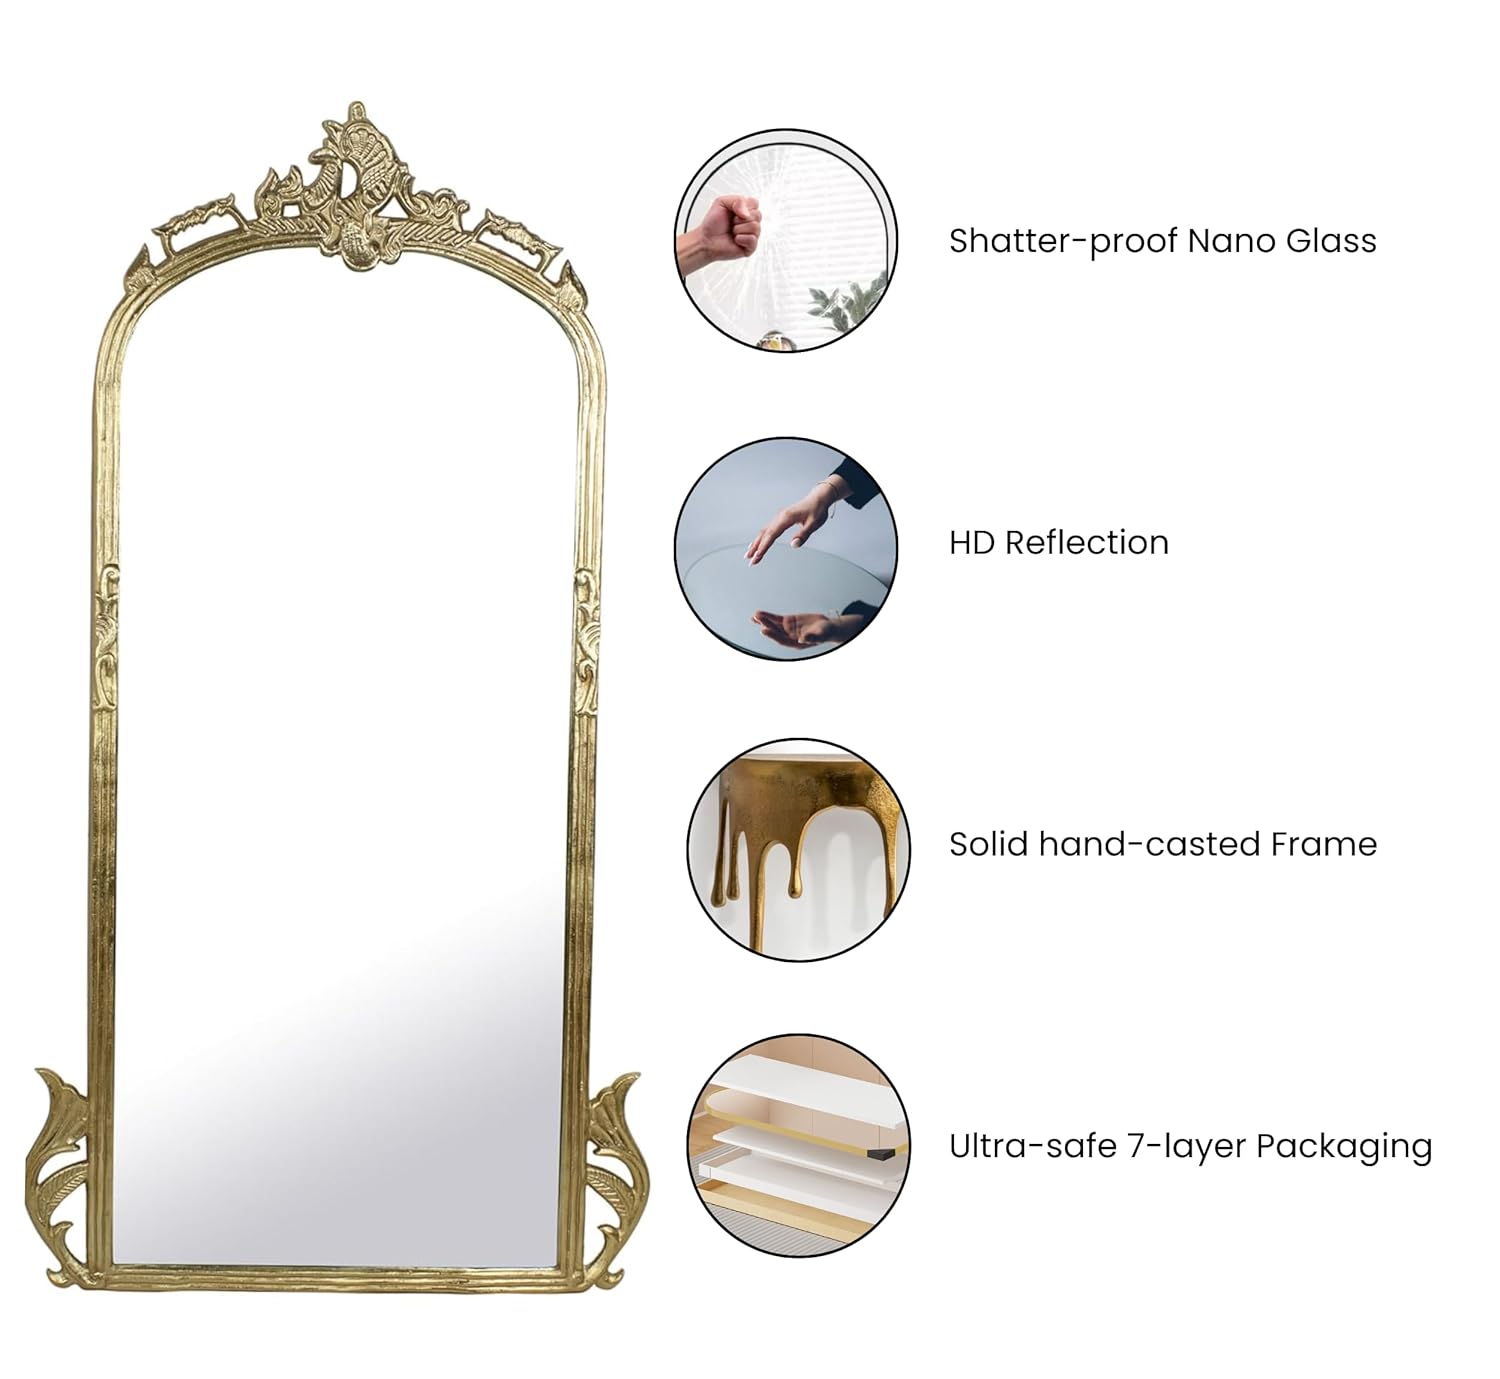 Shatter-proof Nano Glass
HD Reflection
Solid hand-casted Frame
Ultra-safe 7-layer Packaging